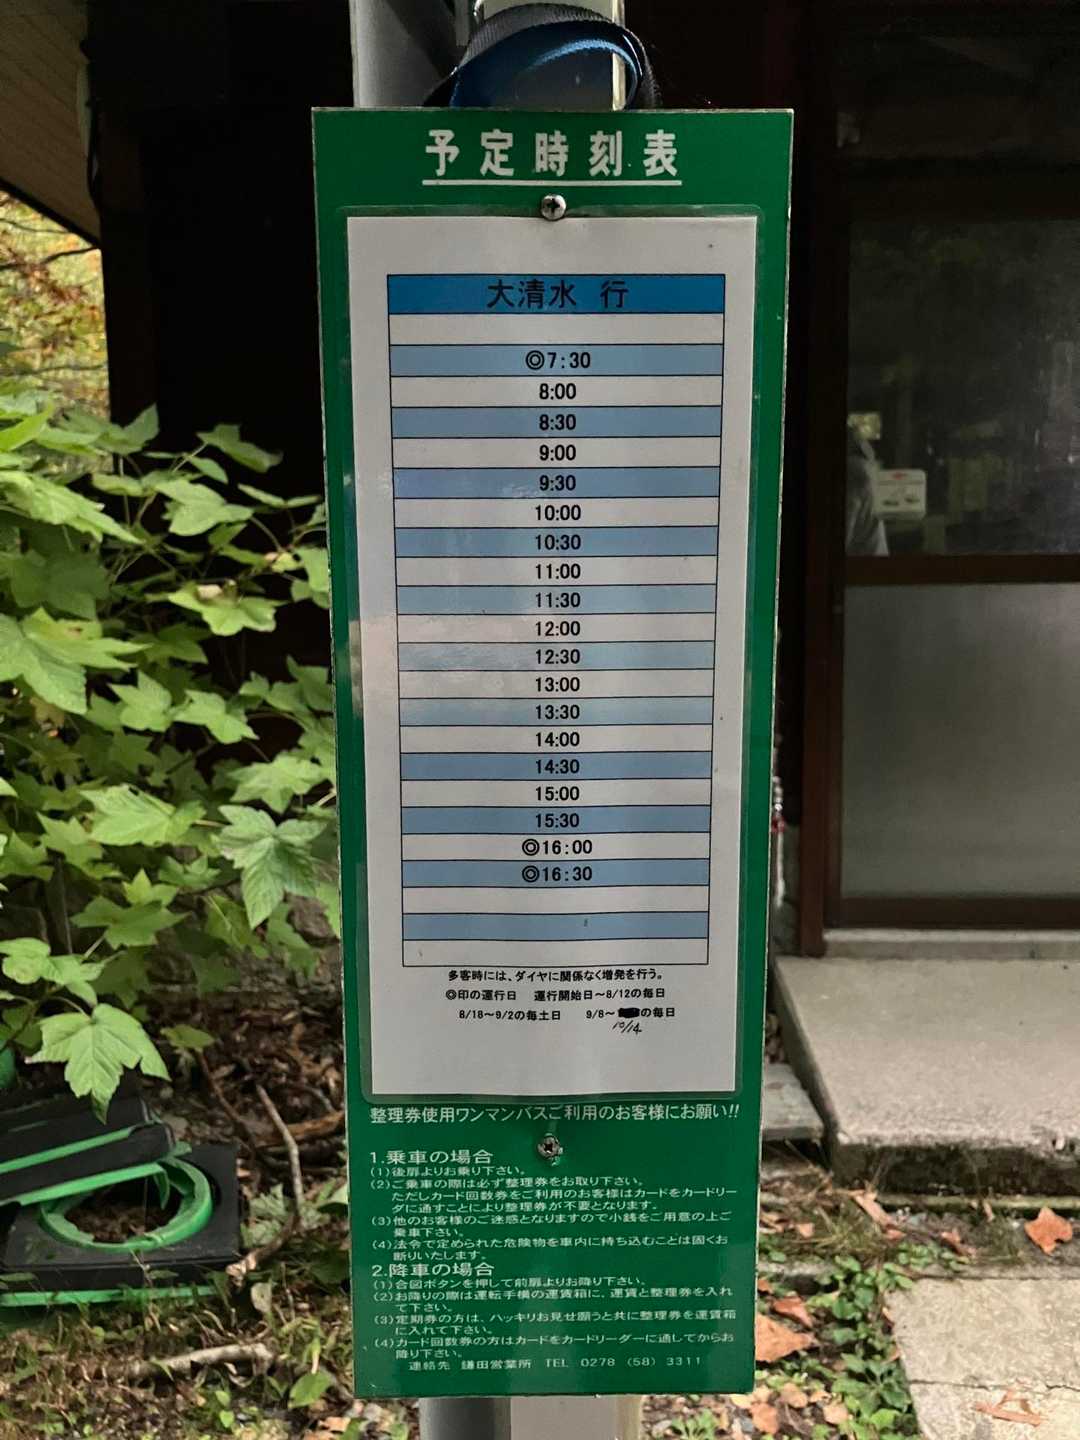 予定時刻表
大清水 行
◎7:30
8:00
8:30
9:00
9:30
10:00
10:30
11:00
11:30
12:00
12:30
13:00
13:30
14:00
14:30
15:00
15:30
◎16:00
◎16:30
多客時には、ダイヤに関係なく増発を行う。
◎印の運行日 運行開始日～8/12の毎日
8/18～9/2の毎土日 9/8～の毎日
10/14
整理券使用ワンマンバスご利用のお客様にお願い!!
1.乗車の場合
(1)後扉よりお乗り下さい。
(2)ご乗車の際は必ず整理券をお取り下さい。
ただしカード回数券をご利用のお客様はカードをカードリー
ダに通すことにより整理券が不要となります。
(3)他のお客様のご迷惑となりますので小銭をご用意の上ご
乗車下さい。
(4)法令で定められた危険物を車内に持ち込むことは固くお
断りいたします。
2.降車の場合
(1)合図ボタンを押して前扉よりお降り下さい。
(2)お降りの際は運転手横の運賃箱に、運賃と整理券を入れ
て下さい。
(3)定期券の方は、ハッキリお見せ願うと共に整理券を運賃箱
に入れて下さい。
(4)カード回数券の方はカードをカードリーダーに通してからお
降り下さい。
連絡先 鎌田営業所 TEL 0278 (58) 3311